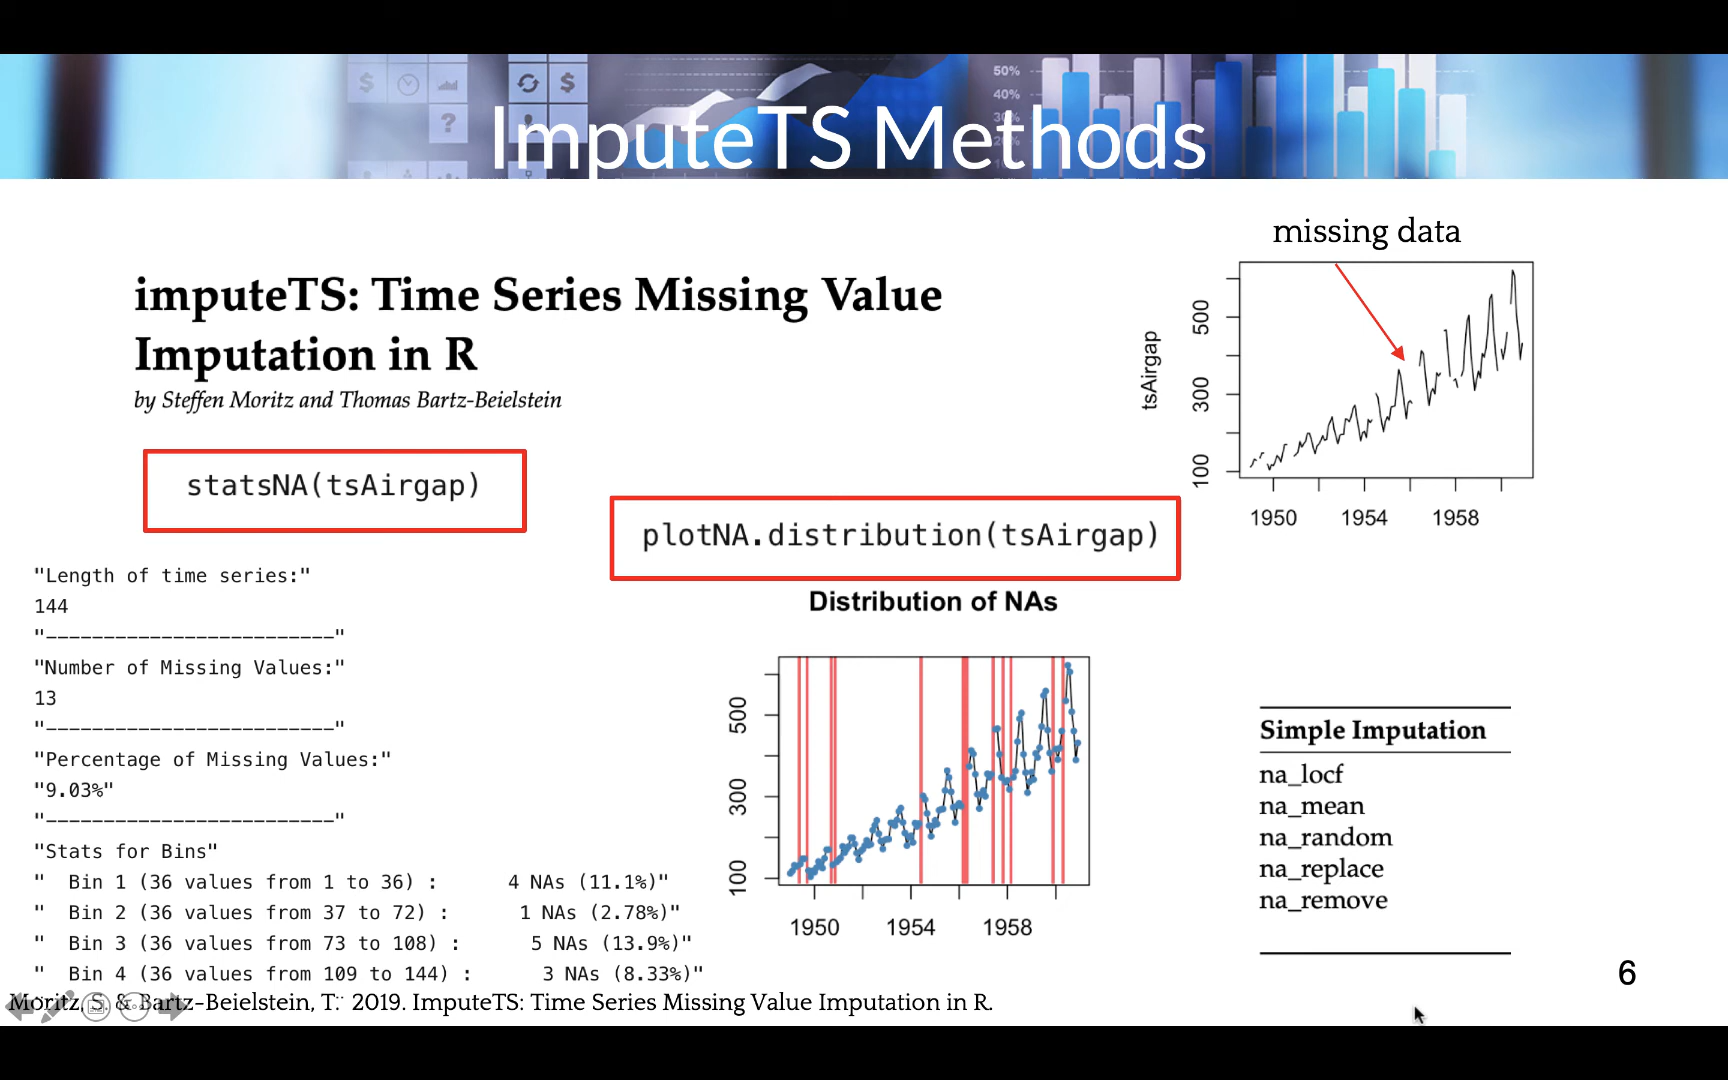 50%
40%
ImputeTS Methods
missing data
imputeTS: Time Series Missing Value
Imputation in R
by Steffen Moritz and Thomas Bartz-Beielstein
tsAirgap
500
300
100
1950 1954 1958
statsNA(tsAirgap)
plotNA.distribution(tsAirgap)
"Length of time series:"
144
"-------------------------"
"Number of Missing Values:"
13
"-------------------------"
"Percentage of Missing Values:"
"9.03%"
"-------------------------"
"Stats for Bins"
" Bin 1 (36 values from 1 to 36) : 4 NAs (11.1%)"
" Bin 2 (36 values from 37 to 72) : 1 NAs (2.78%)"
" Bin 3 (36 values from 73 to 108) : 5 NAs (13.9%)"
" Bin 4 (36 values from 109 to 144) : 3 NAs (8.33%)"
Distribution of NAs
500
300
100
1950 1954 1958
Simple Imputation
na_locf
na_mean
na_random
na_replace
na_remove
6
Moritz, S. & Bartz-Beielstein, T. 2019. ImputeTS: Time Series Missing Value Imputation in R.